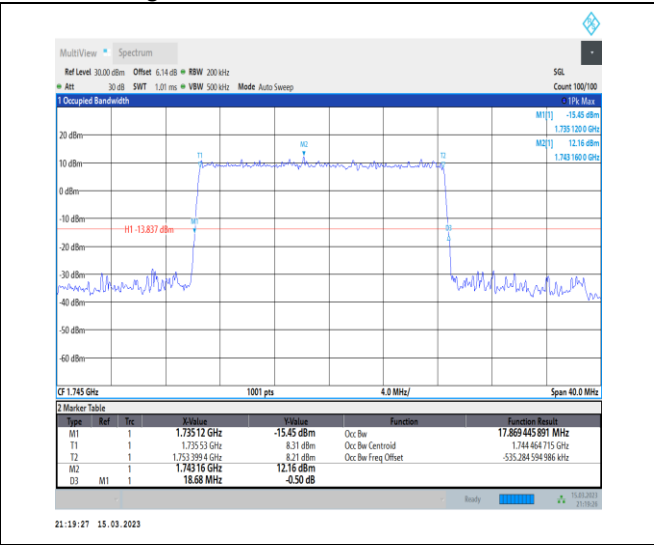 MultiView Spectrum
Ref Level 30.00 dBm Offset 6.14 dB RBW 200 kHz SGL
Att 30 dB SWT 1.01 ms VBW 500 kHz Mode Auto Sweep Count 100/100
1 Occupied Bandwidth 1Pk Max
M1[1] -15.45 dBm
1.735 120 0 GHz
M2[1] 12.16 dBm
1.743 160 0 GHz
20 dBm
M2
T1 T2
10 dBm
0 dBm
-10 dBm
M1 D3
H1 -13.837 dBm
-20 dBm
-30 dBm
-40 dBm
-50 dBm
-60 dBm
CF 1.745 GHz 1001 pts 4.0 MHz/ Span 40.0 MHz
2 Marker Table
Type Ref Trc X-Value Y-Value Function Function Result
M1 1 1.735 12 GHz -15.45 dBm Occ Bw 17.869 445 891 MHz
T1 1 1.735 53 GHz 8.31 dBm Occ Bw Centroid 1.744 464 715 GHz
T2 1 1.753 399 4 GHz 8.21 dBm Occ Bw Freq Offset -535.284 594 986 kHz
M2 1 1.743 16 GHz 12.16 dBm
D3 M1 1 18.68 MHz -0.50 dB
Ready 15.03.2023
21:19:26
21:19:27 15.03.2023